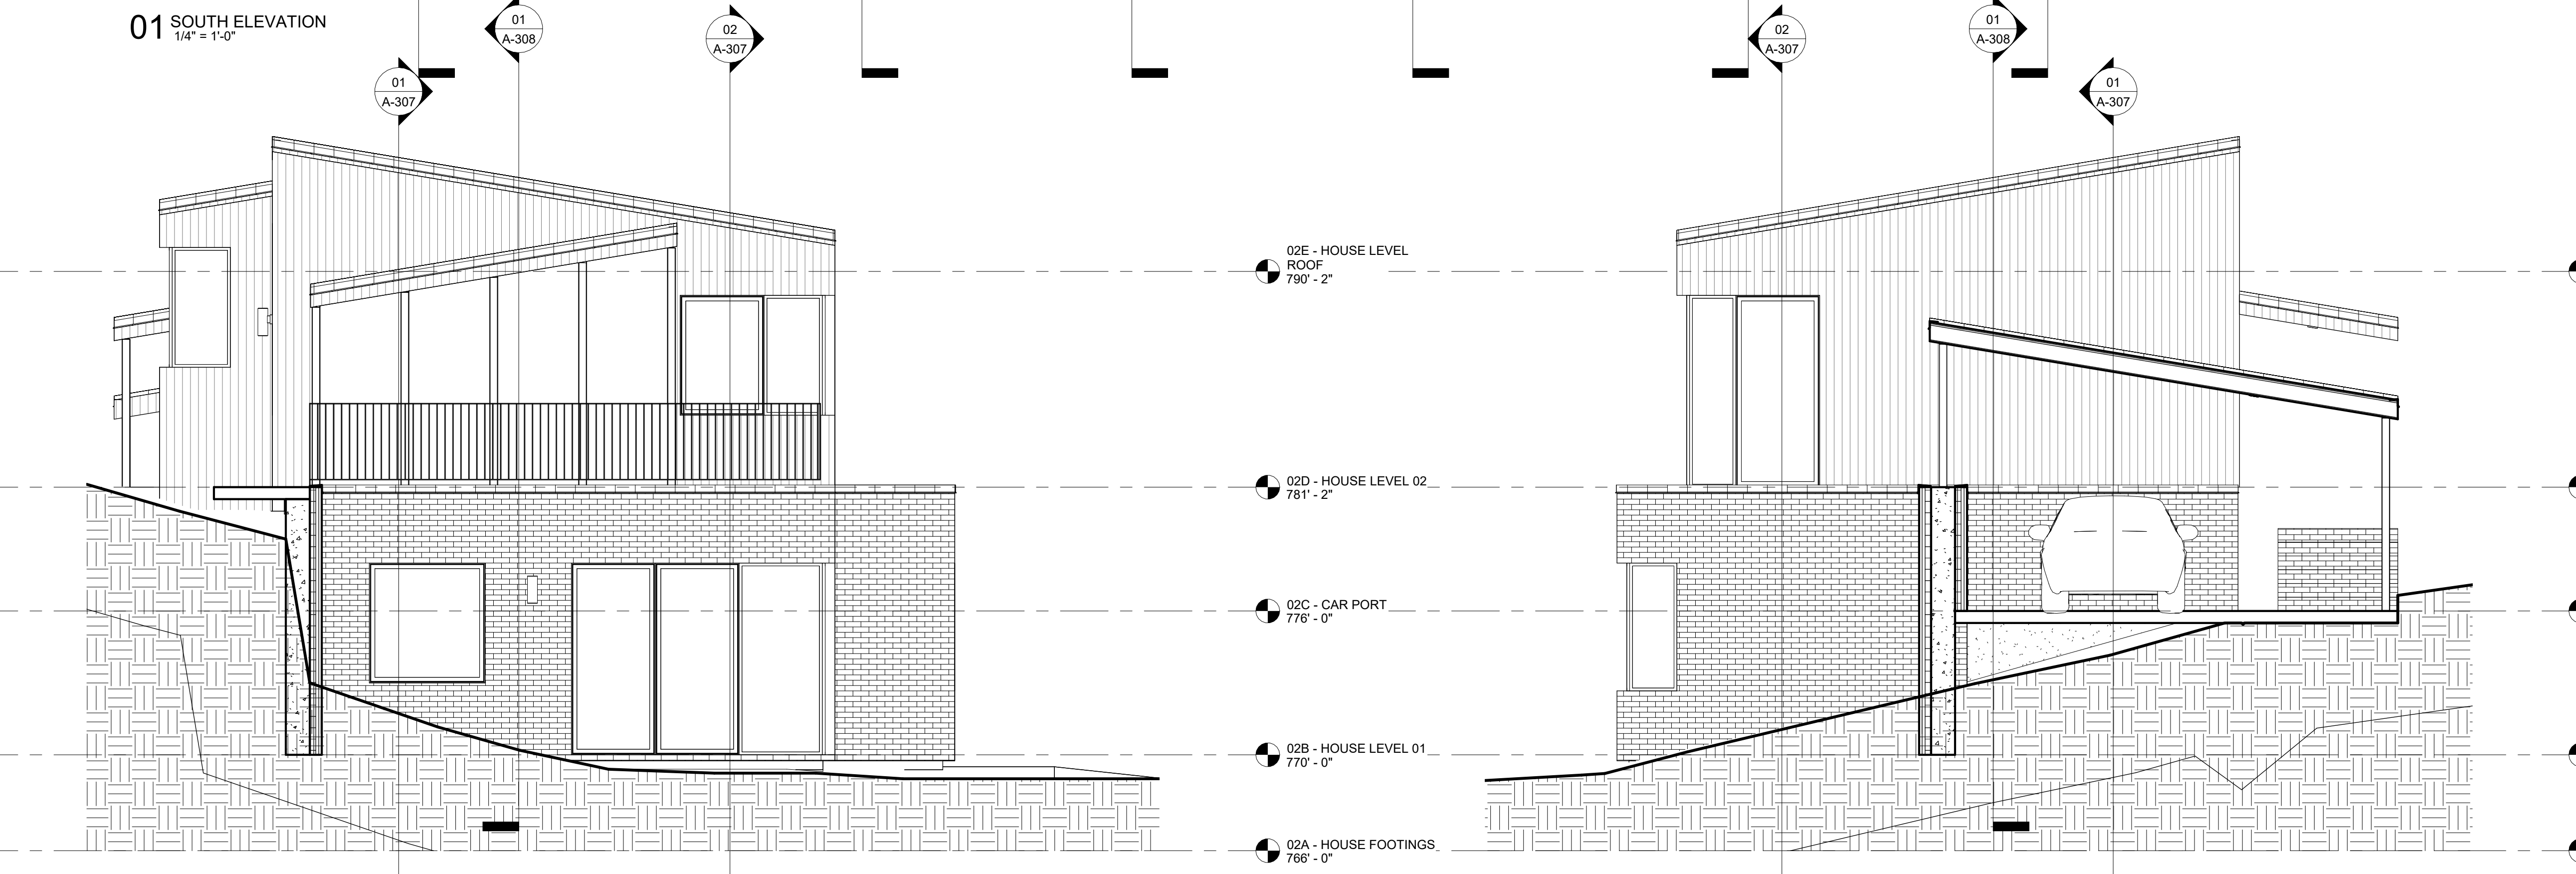 01 SOUTH ELEVATION
1/4" = 1'-0"
01
A-307
01
A-308
02
A-307
02
A-307
01
A-308
01
A-307
02E - HOUSE LEVEL
ROOF
790' - 2"
02D - HOUSE LEVEL 02
781' - 2"
02C - CAR PORT
776' - 0"
02B - HOUSE LEVEL 01
770' - 0"
02A - HOUSE FOOTINGS
766' - 0"